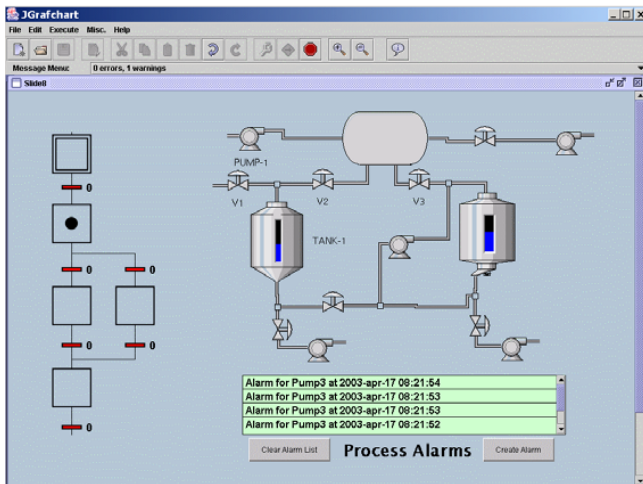 JGrafchart
File Edit Execute Misc. Help
Message Menu: 0 errors, 1 warnings
Slide8
PUMP-1
V1 V2 V3
TANK-1
0
0
0 0
0 0
0
Alarm for Pump3 at 2003-apr-17 08:21:54
Alarm for Pump3 at 2003-apr-17 08:21:53
Alarm for Pump3 at 2003-apr-17 08:21:53
Alarm for Pump3 at 2003-apr-17 08:21:52
Clear Alarm List Process Alarms Create Alarm